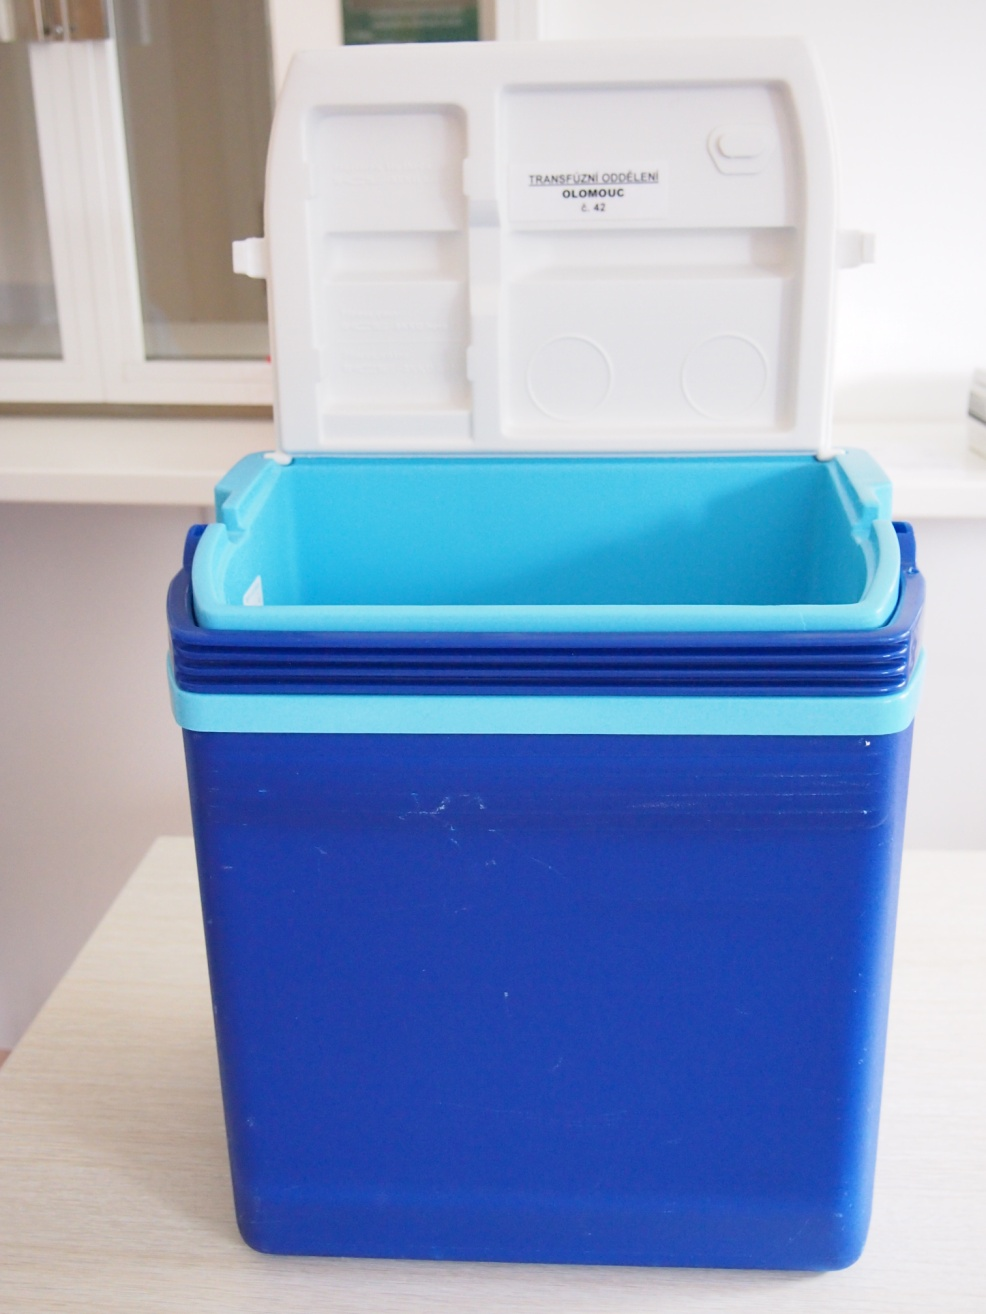 TRANSFÚZNÍ ODDĚLENÍ
OLOMOUC
č. 42